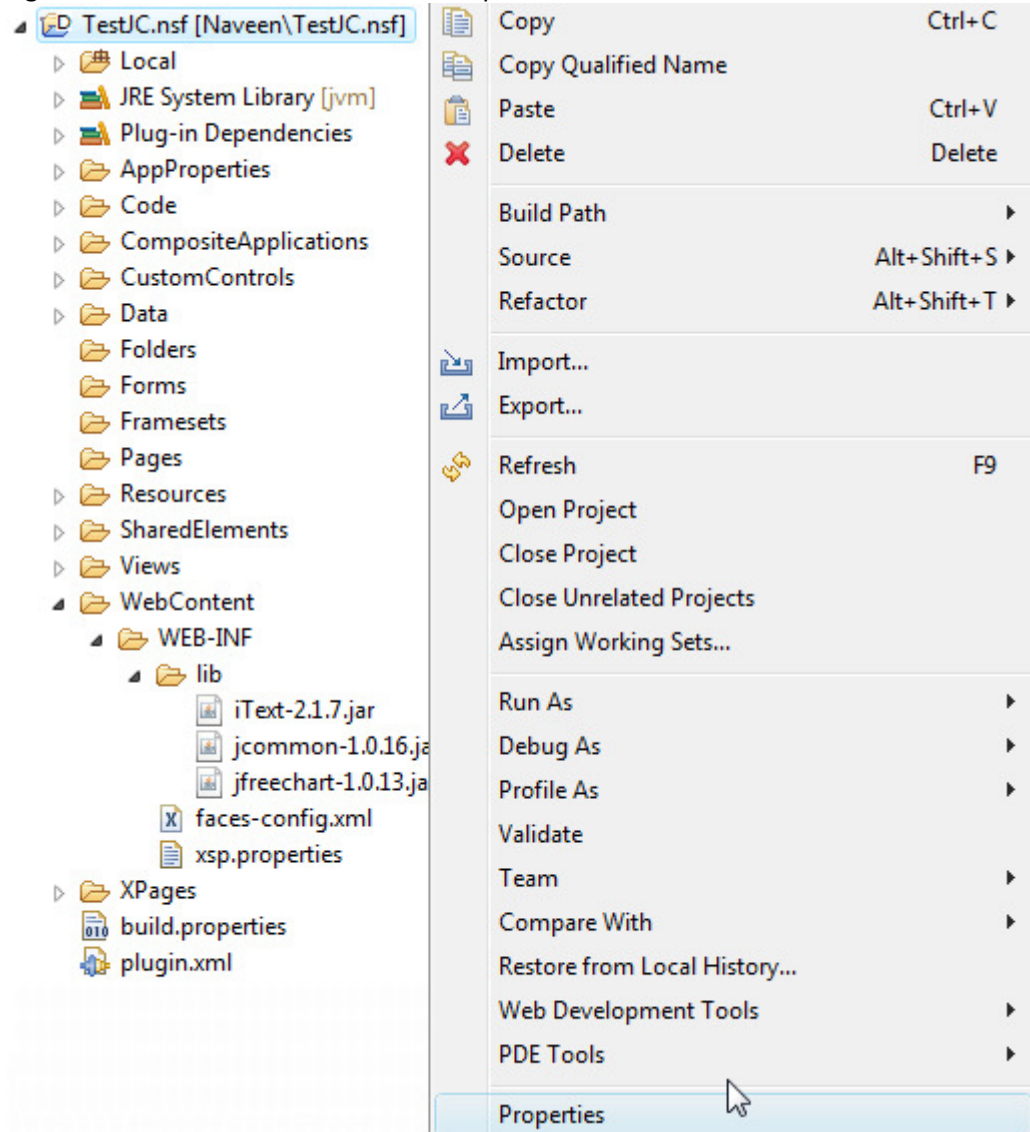 TestJC.nsf [Naveen\TestJC.nsf]
Local
JRE System Library [jvm]
Plug-in Dependencies
AppProperties
Code
CompositeApplications
CustomControls
Data
Folders
Forms
Framesets
Pages
Resources
SharedElements
Views
WebContent
WEB-INF
lib
iText-2.1.7.jar
jcommon-1.0.16.ja
jfreechart-1.0.13.ja
faces-config.xml
xsp.properties
XPages
build.properties
plugin.xml
Copy Ctrl+C
Copy Qualified Name
Paste Ctrl+V
Delete Delete
Build Path
Source Alt+Shift+S
Refactor Alt+Shift+T
Import...
Export...
Refresh F9
Open Project
Close Project
Close Unrelated Projects
Assign Working Sets...
Run As
Debug As
Profile As
Validate
Team
Compare With
Restore from Local History...
Web Development Tools
PDE Tools
Properties